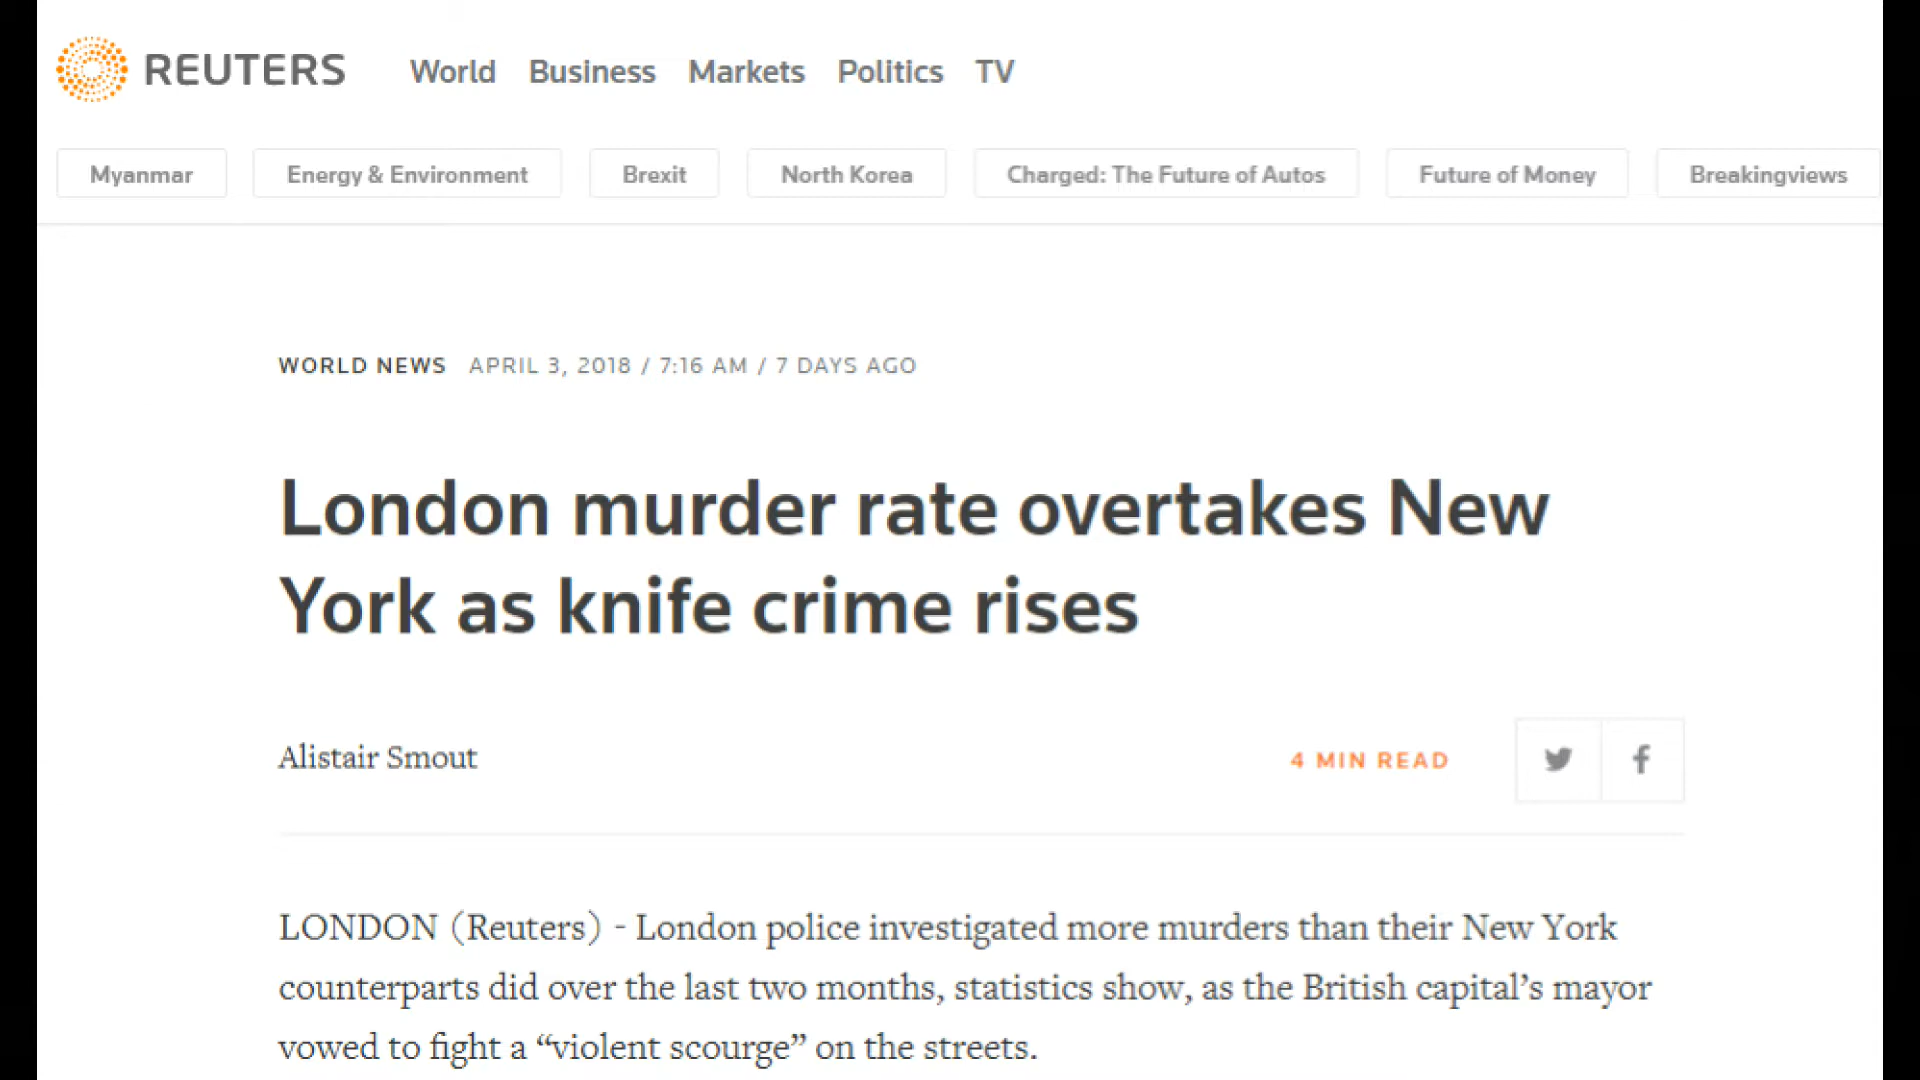 REUTERS World Business Markets Politics TV
Myanmar Energy & Environment Brexit North Korea Charged: The Future of Autos Future of Money Breakingviews
WORLD NEWS APRIL 3, 2018 / 7:16 AM / 7 DAYS AGO
London murder rate overtakes New
York as knife crime rises
Alistair Smout 4 MIN READ
LONDON (Reuters) - London police investigated more murders than their New York
counterparts did over the last two months, statistics show, as the British capital’s mayor
vowed to fight a “violent scourge” on the streets.